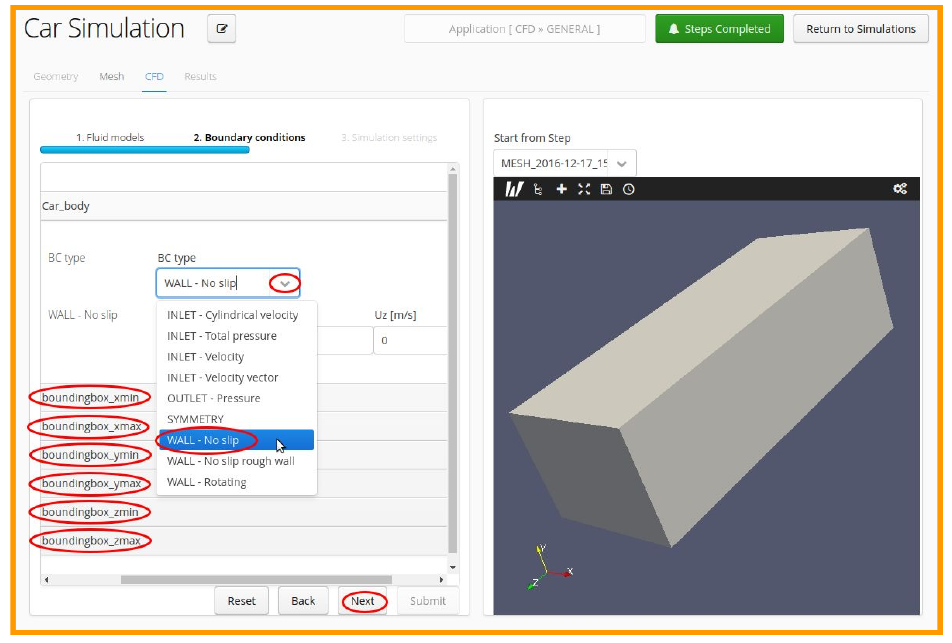 Car Simulation
Application [ CFD » GENERAL ]
Steps Completed
Return to Simulations
Geometry Mesh CFD Results
1. Fluid models 2. Boundary conditions 3. Simulation settings
Car_body
BC type BC type
WALL - No slip
WALL - No slip Uz [m/s]
0
INLET - Cylindrical velocity
INLET - Total pressure
INLET - Velocity
INLET - Velocity vector
OUTLET - Pressure
SYMMETRY
WALL - No slip
WALL - No slip rough wall
WALL - Rotating
boundingbox_xmin
boundingbox_xmax
boundingbox_ymin
boundingbox_ymax
boundingbox_zmin
boundingbox_zmax
Reset Back Next Submit
Start from Step
MESH_2016-12-17_15
Y
X
Z